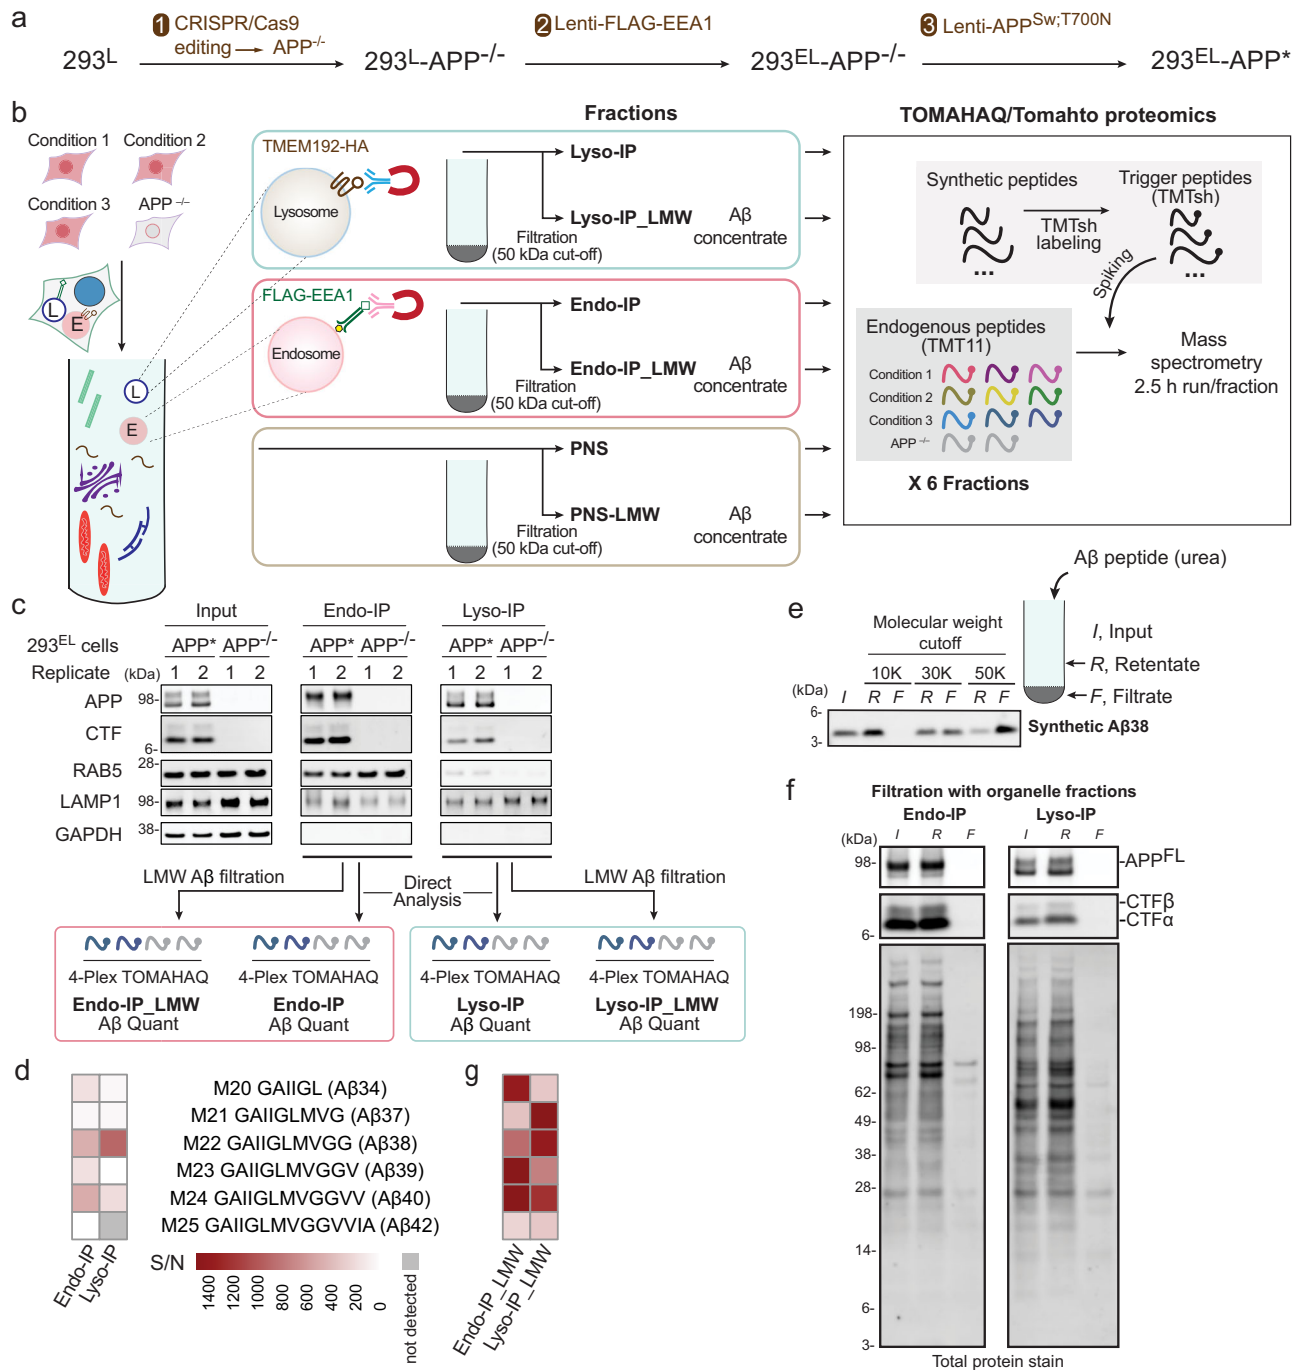 a
1 CRISPR/Cas9
editing → APP-/-
2 Lenti-FLAG-EEA1
3 Lenti-APPSw;T700N
293L
293L-APP-/-
293EL-APP-/-
293EL-APP*
b
Fractions
TOMAHAQ/Tomahto proteomics
Condition 1
Condition 2
Condition 3
APP -/-
L
E
L
E
TMEM192-HA
Lysosome
Filtration
(50 kDa cut-off)
Lyso-IP
Lyso-IP_LMW
Aβ
concentrate
FLAG-EEA1
Endosome
Filtration
(50 kDa cut-off)
Endo-IP
Endo-IP_LMW
Aβ
concentrate
PNS
PNS-LMW
Filtration
(50 kDa cut-off)
Aβ
concentrate
Synthetic peptides
Trigger peptides
(TMTsh)
TMTsh
labeling
...
...
Spiking
Endogenous peptides
(TMT11)
Condition 1
Condition 2
Condition 3
APP -/-
Mass
spectrometry
2.5 h run/fraction
X 6 Fractions
c
Input
Endo-IP
Lyso-IP
293EL cells
APP* APP-/-
APP* APP-/-
APP* APP-/-
Replicate (kDa) 1 2 1 2
1 2 1 2
1 2 1 2
APP 98-
CTF
6-
RAB5 28-
LAMP1 98-
GAPDH 38-
LMW Aβ filtration
Direct
Analysis
LMW Aβ filtration
4-Plex TOMAHAQ
Endo-IP_LMW
Aβ Quant
4-Plex TOMAHAQ
Endo-IP
Aβ Quant
4-Plex TOMAHAQ
Lyso-IP
Aβ Quant
4-Plex TOMAHAQ
Lyso-IP_LMW
Aβ Quant
d
M20 GAIIGL (Aβ34)
M21 GAIIGLMVG (Aβ37)
M22 GAIIGLMVGG (Aβ38)
M23 GAIIGLMVGGV (Aβ39)
M24 GAIIGLMVGGVV (Aβ40)
M25 GAIIGLMVGGVVIA (Aβ42)
Endo-IP
Lyso-IP
S/N
1400
1200
1000
800
600
400
200
0
not detected
g
Endo-IP_LMW
Lyso-IP_LMW
e
Molecular weight
cutoff
10K 30K 50K
I R F R F R F
(kDa)
6-
3-
Synthetic Aβ38
Aβ peptide (urea)
I, Input
R, Retentate
F, Filtrate
f
Filtration with organelle fractions
Endo-IP
Lyso-IP
(kDa)
I R F
I R F
98-
-APPFL
-CTFβ
-CTFα
6-
198-
98-
62-
49-
38-
28-
14-
6-
3-
Total protein stain